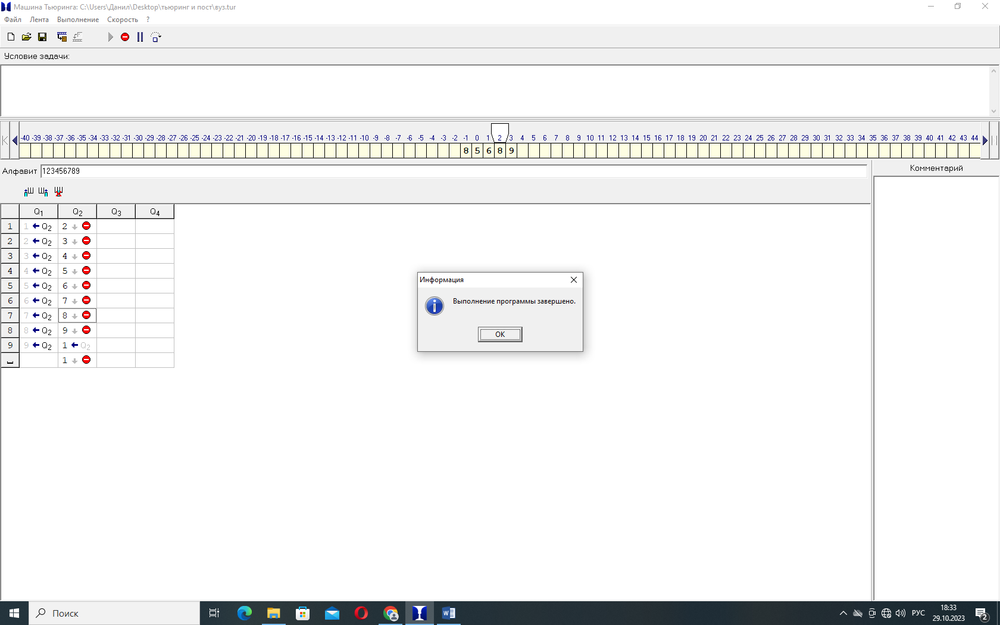 Машина Тьюринга: C:\Users\Данил\Desktop\тьюринг и пост\вуз.tur
Файл Лента Выполнение Скорость ?
Условие задачи:
-40 -39 -38 -37 -36 -35 -34 -33 -32 -31 -30 -29 -28 -27 -26 -25 -24 -23 -22 -21 -20 -19 -18 -17 -16 -15 -14 -13 -12 -11 -10 -9 -8 -7 -6 -5 -4 -3 -2 -1 0 1 2 3 4 5 6 7 8 9 10 11 12 13 14 15 16 17 18 19 20 21 22 23 24 25 26 27 28 29 30 31 32 33 34 35 36 37 38 39 40 41 42 43 44
8 5 6 8 9
Алфавит 123456789
Комментарий
Q1 Q2 Q3 Q4
1 1 Q2 2
2 2 Q2 3
3 3 Q2 4
4 4 Q2 5
5 5 Q2 6
6 6 Q2 7
7 7 Q2 8
8 8 Q2 9
9 9 Q2 1 Q2
1
Информация
Выполнение программы завершено.
OK
Поиск
РУС
18:33
29.10.2023
2